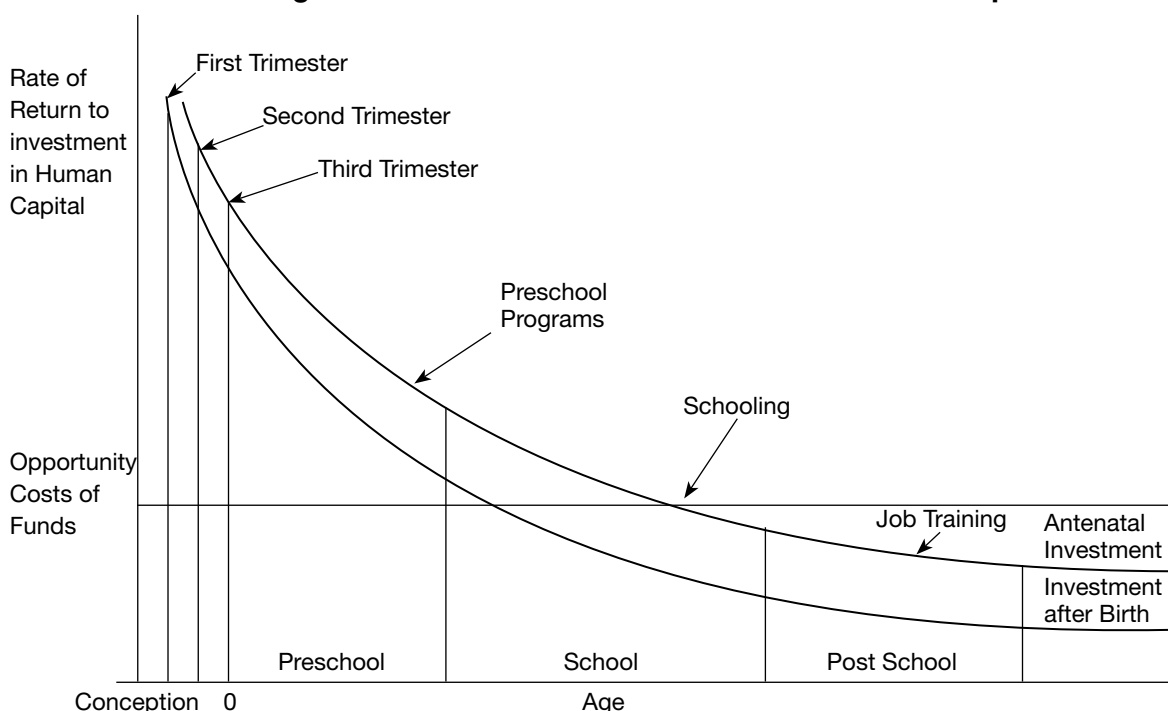 First Trimester
Rate of
Return to
investment
in Human
Capital
Second Trimester
Third Trimester
Preschool
Programs
Schooling
Opportunity
Costs of
Funds
Job Training
Antenatal
Investment
Investment
after Birth
Preschool
School
Post School
Conception
0
Age